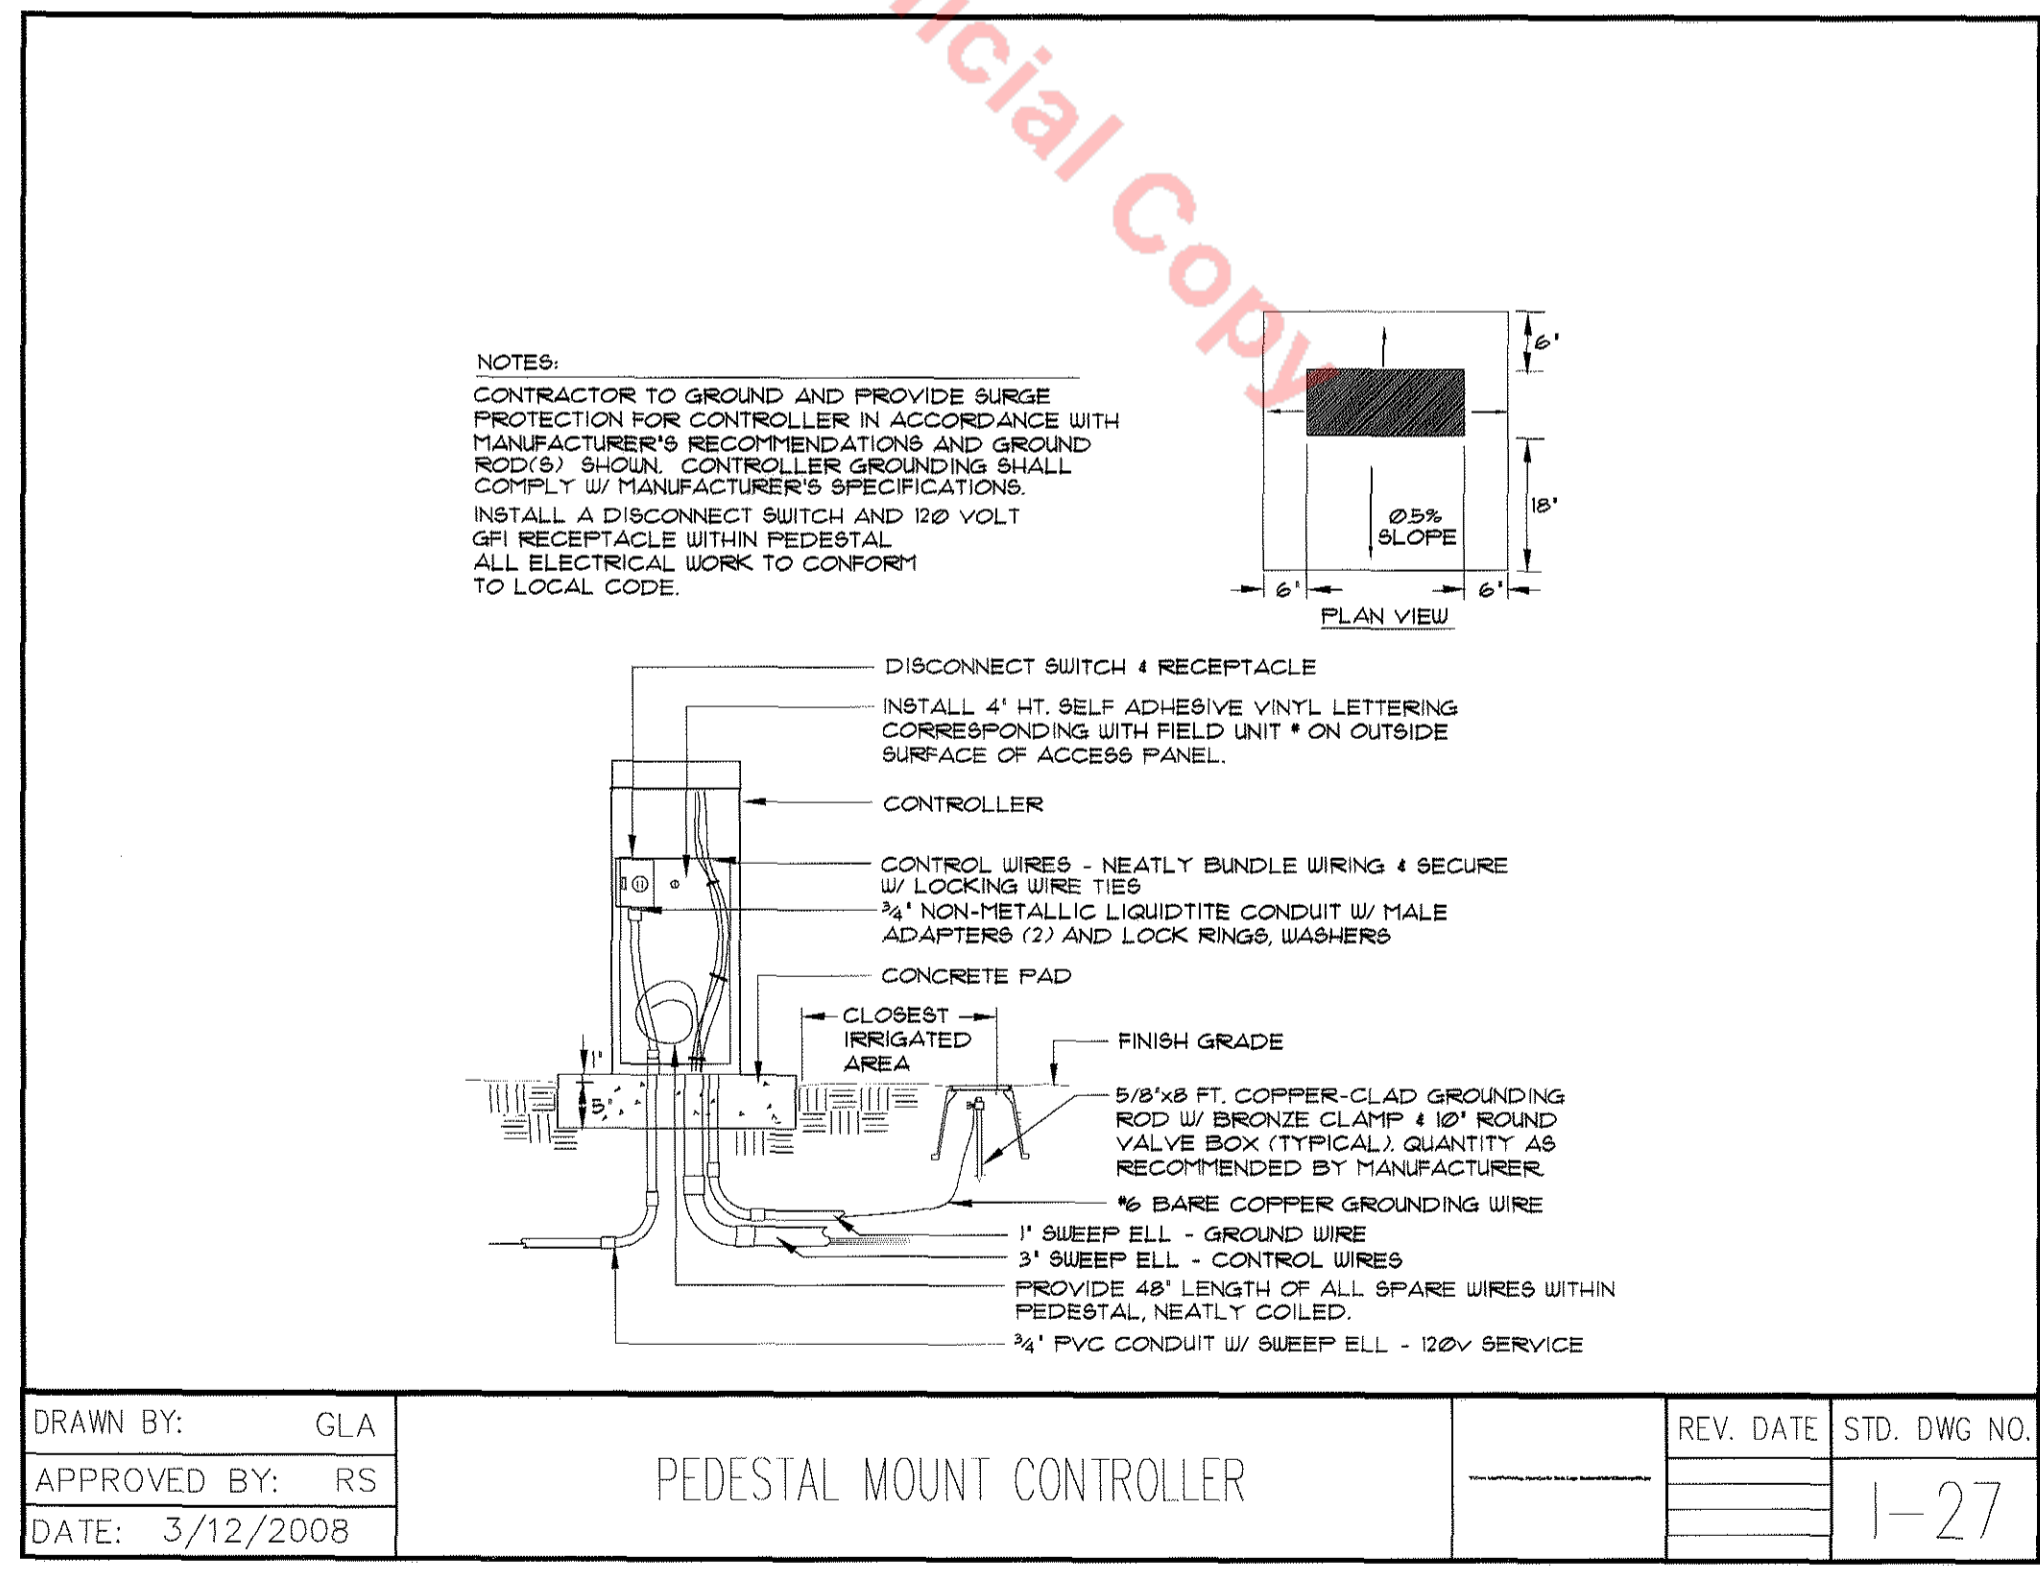 icial Copy
NOTES:
CONTRACTOR TO GROUND AND PROVIDE SURGE
PROTECTION FOR CONTROLLER IN ACCORDANCE WITH
MANUFACTURER'S RECOMMENDATIONS AND GROUND
ROD(S) SHOWN. CONTROLLER GROUNDING SHALL
COMPLY W/ MANUFACTURER'S SPECIFICATIONS.
INSTALL A DISCONNECT SWITCH AND 120 VOLT
GFI RECEPTACLE WITHIN PEDESTAL
ALL ELECTRICAL WORK TO CONFORM
TO LOCAL CODE.
6"
18"
0.5%
SLOPE
6"
6"
PLAN VIEW
DISCONNECT SWITCH & RECEPTACLE
INSTALL 4" HT. SELF ADHESIVE VINYL LETTERING
CORRESPONDING WITH FIELD UNIT # ON OUTSIDE
SURFACE OF ACCESS PANEL.
CONTROLLER
CONTROL WIRES - NEATLY BUNDLE WIRING & SECURE
W/ LOCKING WIRE TIES
3/4" NON-METALLIC LIQUIDTITE CONDUIT W/ MALE
ADAPTERS (2) AND LOCK RINGS, WASHERS
CONCRETE PAD
CLOSEST
IRRIGATED
AREA
FINISH GRADE
1"
5"
5/8"x8 FT. COPPER-CLAD GROUNDING
ROD W/ BRONZE CLAMP & 10" ROUND
VALVE BOX (TYPICAL). QUANTITY AS
RECOMMENDED BY MANUFACTURER
#6 BARE COPPER GROUNDING WIRE
1" SWEEP ELL - GROUND WIRE
3" SWEEP ELL - CONTROL WIRES
PROVIDE 48" LENGTH OF ALL SPARE WIRES WITHIN
PEDESTAL, NEATLY COILED.
3/4" PVC CONDUIT W/ SWEEP ELL - 120V SERVICE
DRAWN BY: GLA
APPROVED BY: RS
DATE: 3/12/2008
PEDESTAL MOUNT CONTROLLER
REV. DATE
STD. DWG NO.
I-27